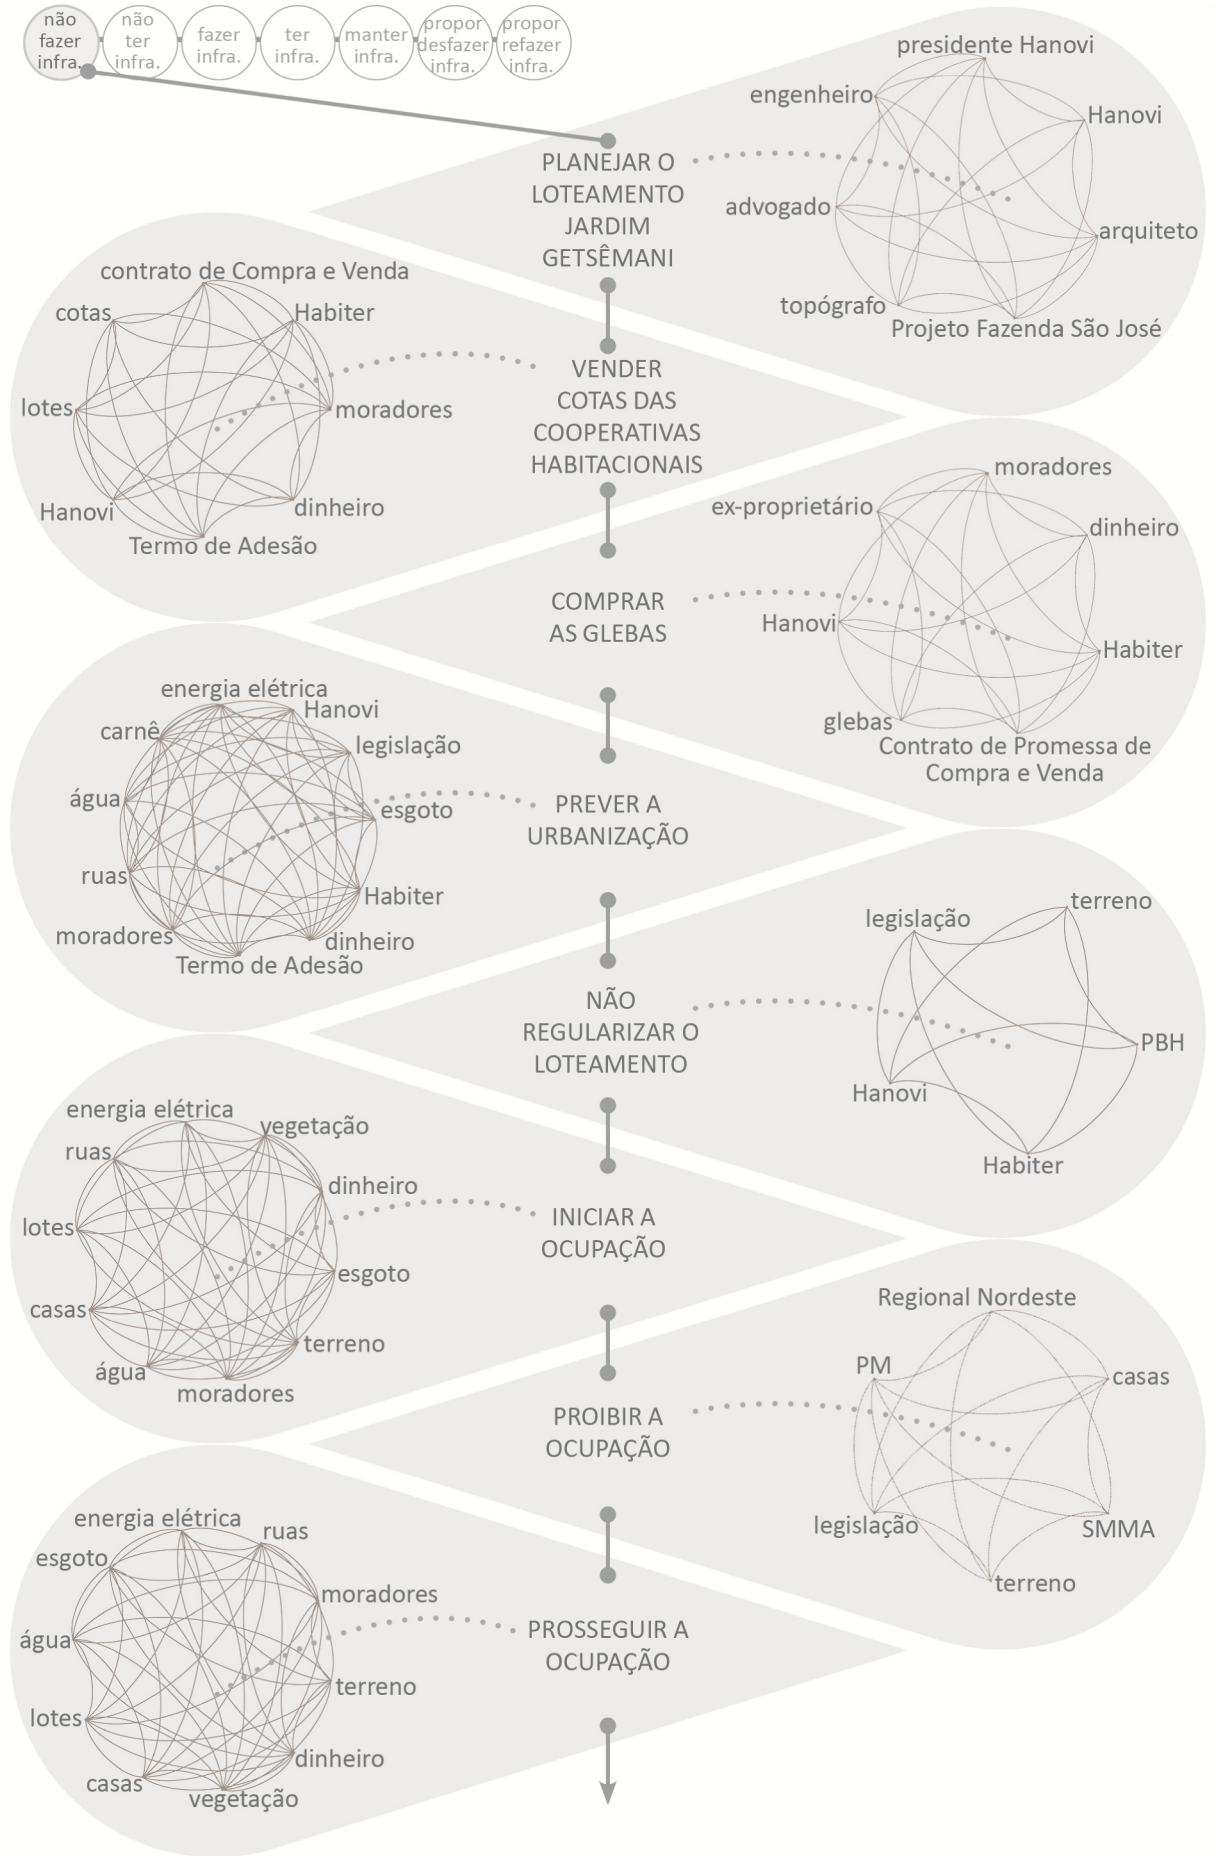 não
fazer
infra.
não
ter
infra.
fazer
infra.
ter
infra.
manter
infra.
propor
desfazer
infra.
propor
refazer
infra.
PLANEJAR O
LOTEAMENTO
JARDIM
GETSÊMANI
presidente Hanovi
engenheiro
Hanovi
advogado
arquiteto
topógrafo
Projeto Fazenda São José
VENDER
COTAS DAS
COOPERATIVAS
HABITACIONAIS
contrato de Compra e Venda
cotas
Habiter
lotes
moradores
Hanovi
dinheiro
Termo de Adesão
COMPRAR
AS GLEBAS
moradores
ex-proprietário
dinheiro
Hanovi
Habiter
glebas
Contrato de Promessa de
Compra e Venda
PREVER A
URBANIZAÇÃO
energia elétrica
Hanovi
carnê
legislação
água
esgoto
ruas
Habiter
moradores
dinheiro
Termo de Adesão
NÃO
REGULARIZAR O
LOTEAMENTO
terreno
legislação
PBH
Hanovi
Habiter
INICIAR A
OCUPAÇÃO
energia elétrica
vegetação
ruas
dinheiro
lotes
esgoto
casas
terreno
água
moradores
PROIBIR A
OCUPAÇÃO
Regional Nordeste
PM
casas
legislação
SMMA
terreno
PROSSEGUIR A
OCUPAÇÃO
energia elétrica
ruas
esgoto
moradores
água
terreno
lotes
dinheiro
casas
vegetação